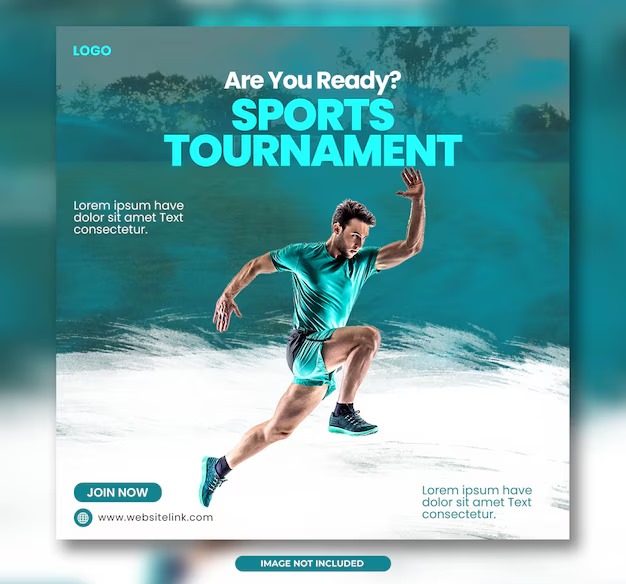 LOGO
Are You Ready?
SPORTS
TOURNAMENT
Lorem ipsum have
dolor sit amet Text
consectetur.
JOIN NOW
www.websitelink.com
Lorem ipsum have
dolor sit amet Text
consectetur.
IMAGE NOT INCLUDED